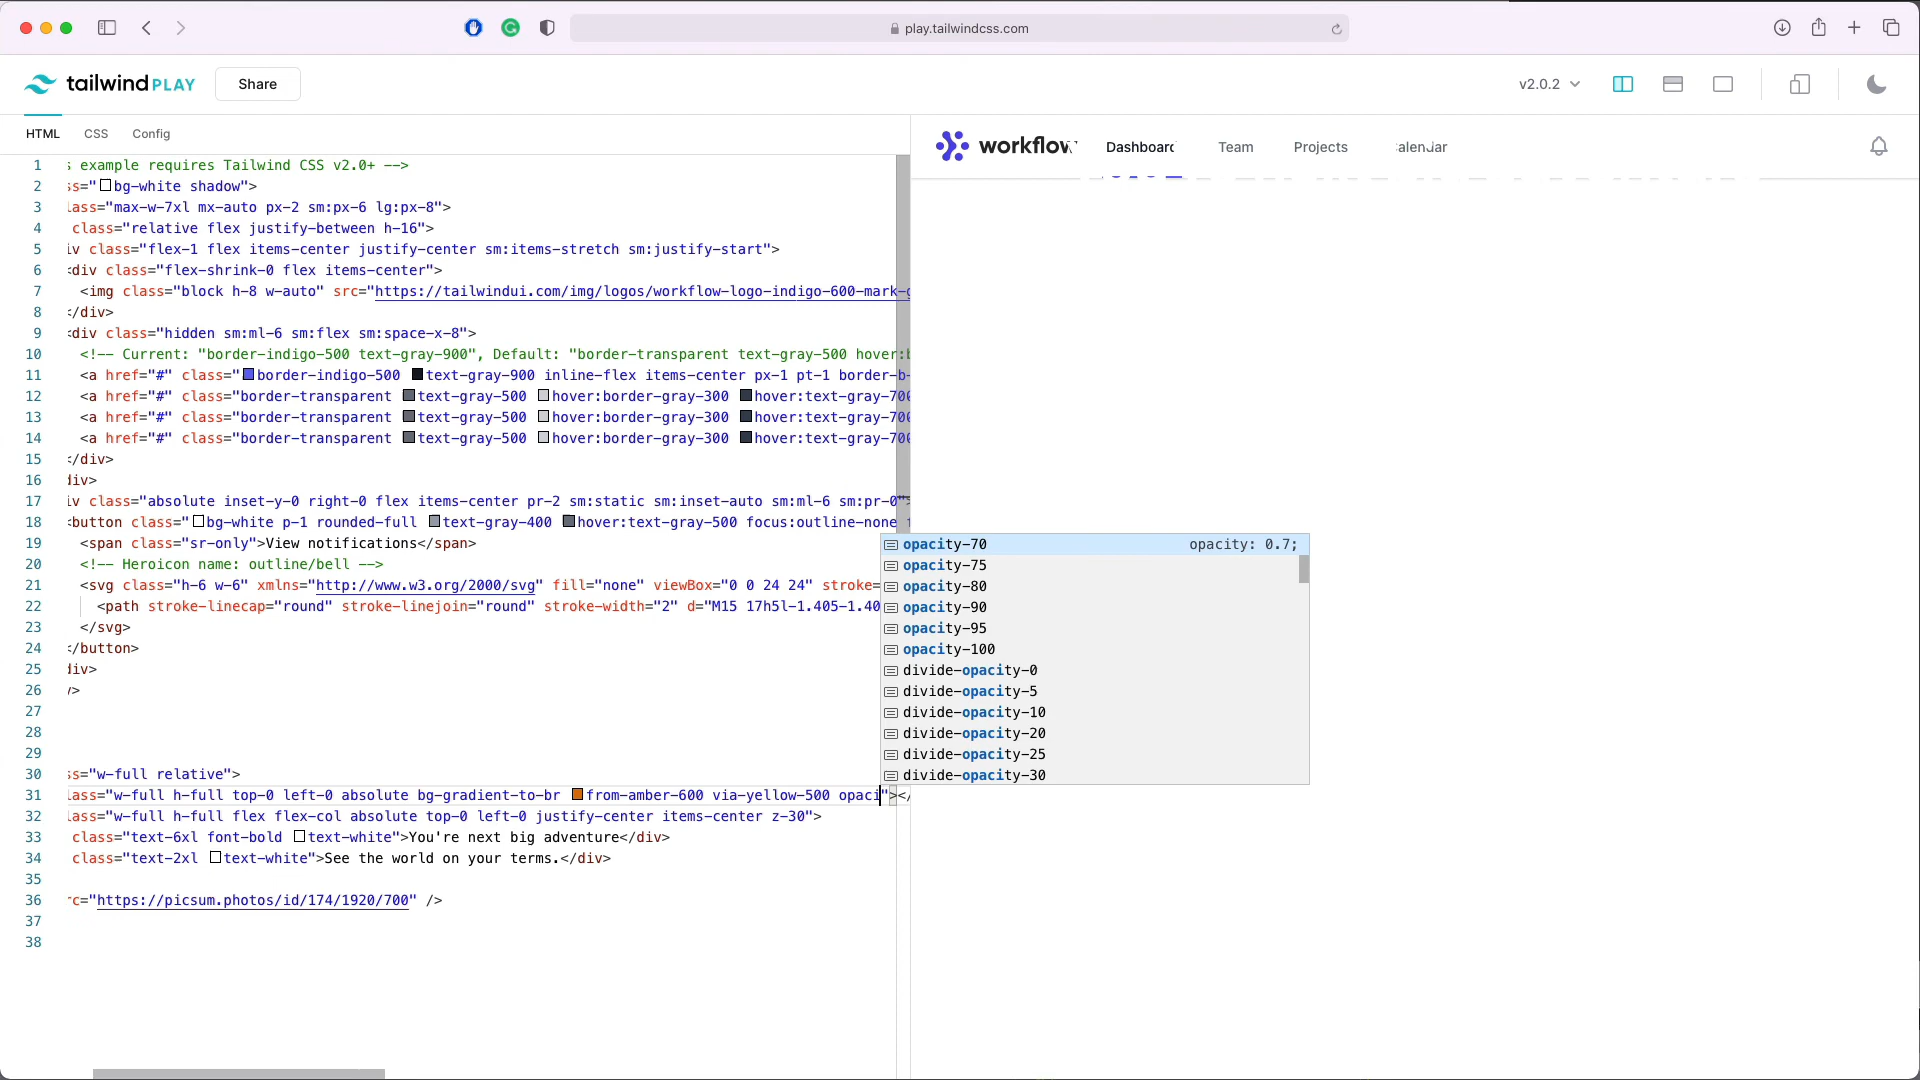 play.tailwindcss.com
tailwind PLAY
Share
v2.0.2
HTML CSS Config
workflow
Dashboard Team Projects Calendar
1 s example requires Tailwind CSS v2.0+ -->
2 ss="bg-white shadow">
3 lass="max-w-7xl mx-auto px-2 sm:px-6 lg:px-8">
4 class="relative flex justify-between h-16">
5 iv class="flex-1 flex items-center justify-center sm:items-stretch sm:justify-start">
6 <div class="flex-shrink-0 flex items-center">
7 <img class="block h-8 w-auto" src="https://tailwindui.com/img/logos/workflow-logo-indigo-600-mark-g
8 </div>
9 <div class="hidden sm:ml-6 sm:flex sm:space-x-8">
10 <!-- Current: "border-indigo-500 text-gray-900", Default: "border-transparent text-gray-500 hover:b
11 <a href="#" class="border-indigo-500 text-gray-900 inline-flex items-center px-1 pt-1 border-b-
12 <a href="#" class="border-transparent text-gray-500 hover:border-gray-300 hover:text-gray-700
13 <a href="#" class="border-transparent text-gray-500 hover:border-gray-300 hover:text-gray-700
14 <a href="#" class="border-transparent text-gray-500 hover:border-gray-300 hover:text-gray-700
15 </div>
16 div>
17 iv class="absolute inset-y-0 right-0 flex items-center pr-2 sm:static sm:inset-auto sm:ml-6 sm:pr-0">
18 <button class="bg-white p-1 rounded-full text-gray-400 hover:text-gray-500 focus:outline-none f
19 <span class="sr-only">View notifications</span>
20 <!-- Heroicon name: outline/bell -->
21 <svg class="h-6 w-6" xmlns="http://www.w3.org/2000/svg" fill="none" viewBox="0 0 24 24" stroke=
22 <path stroke-linecap="round" stroke-linejoin="round" stroke-width="2" d="M15 17h5l-1.405-1.40
23 </svg>
24 </button>
25 div>
26 />
27
28
29
30 ss="w-full relative">
31 lass="w-full h-full top-0 left-0 absolute bg-gradient-to-br from-amber-600 via-yellow-500 opaci"></
32 lass="w-full h-full flex flex-col absolute top-0 left-0 justify-center items-center z-30">
33 class="text-6xl font-bold text-white">You're next big adventure</div>
34 class="text-2xl text-white">See the world on your terms.</div>
35
36 rc="https://picsum.photos/id/174/1920/700" />
37
38
opacity-70 opacity: 0.7;
opacity-75
opacity-80
opacity-90
opacity-95
opacity-100
divide-opacity-0
divide-opacity-5
divide-opacity-10
divide-opacity-20
divide-opacity-25
divide-opacity-30